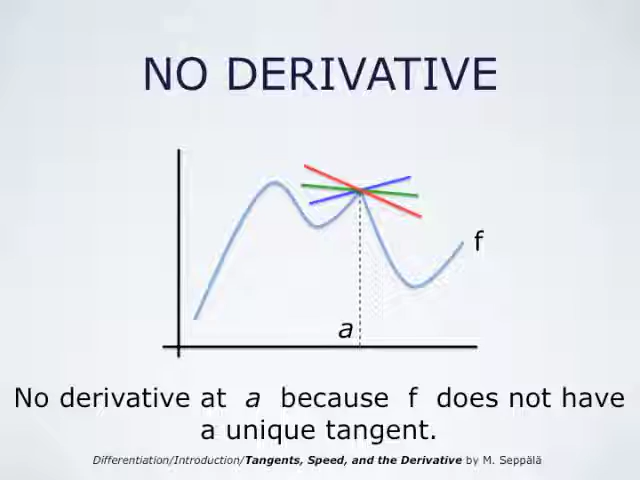 NO DERIVATIVE
f
a
No derivative at a because f does not have
a unique tangent.
Differentiation/Introduction/Tangents, Speed, and the Derivative by M. Seppälä